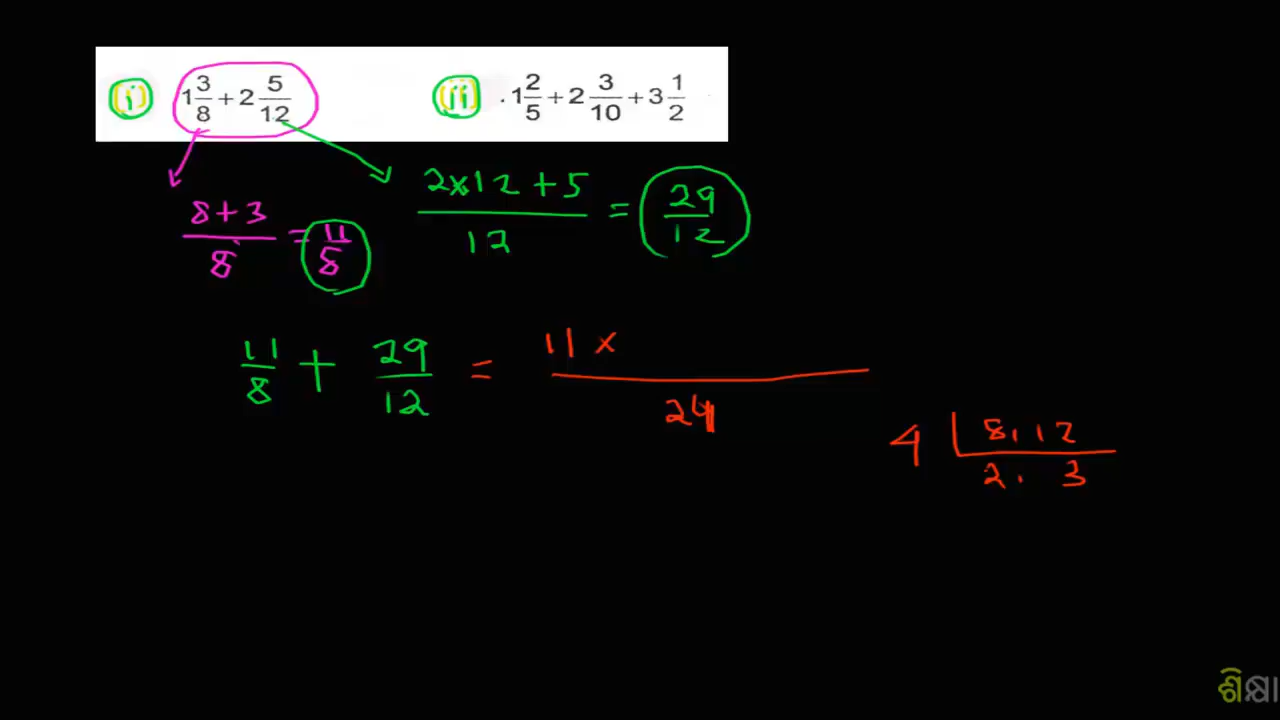 i 1 3/8 + 2 5/12 ii . 1 2/5 + 2 3/10 + 3 1/2
8+3/8 = 11/8 2×12+5/12 = 29/12
11/8 + 29/12 = 11 × /24
4 | 8, 12
2, 3
ଶିକ୍ଷା